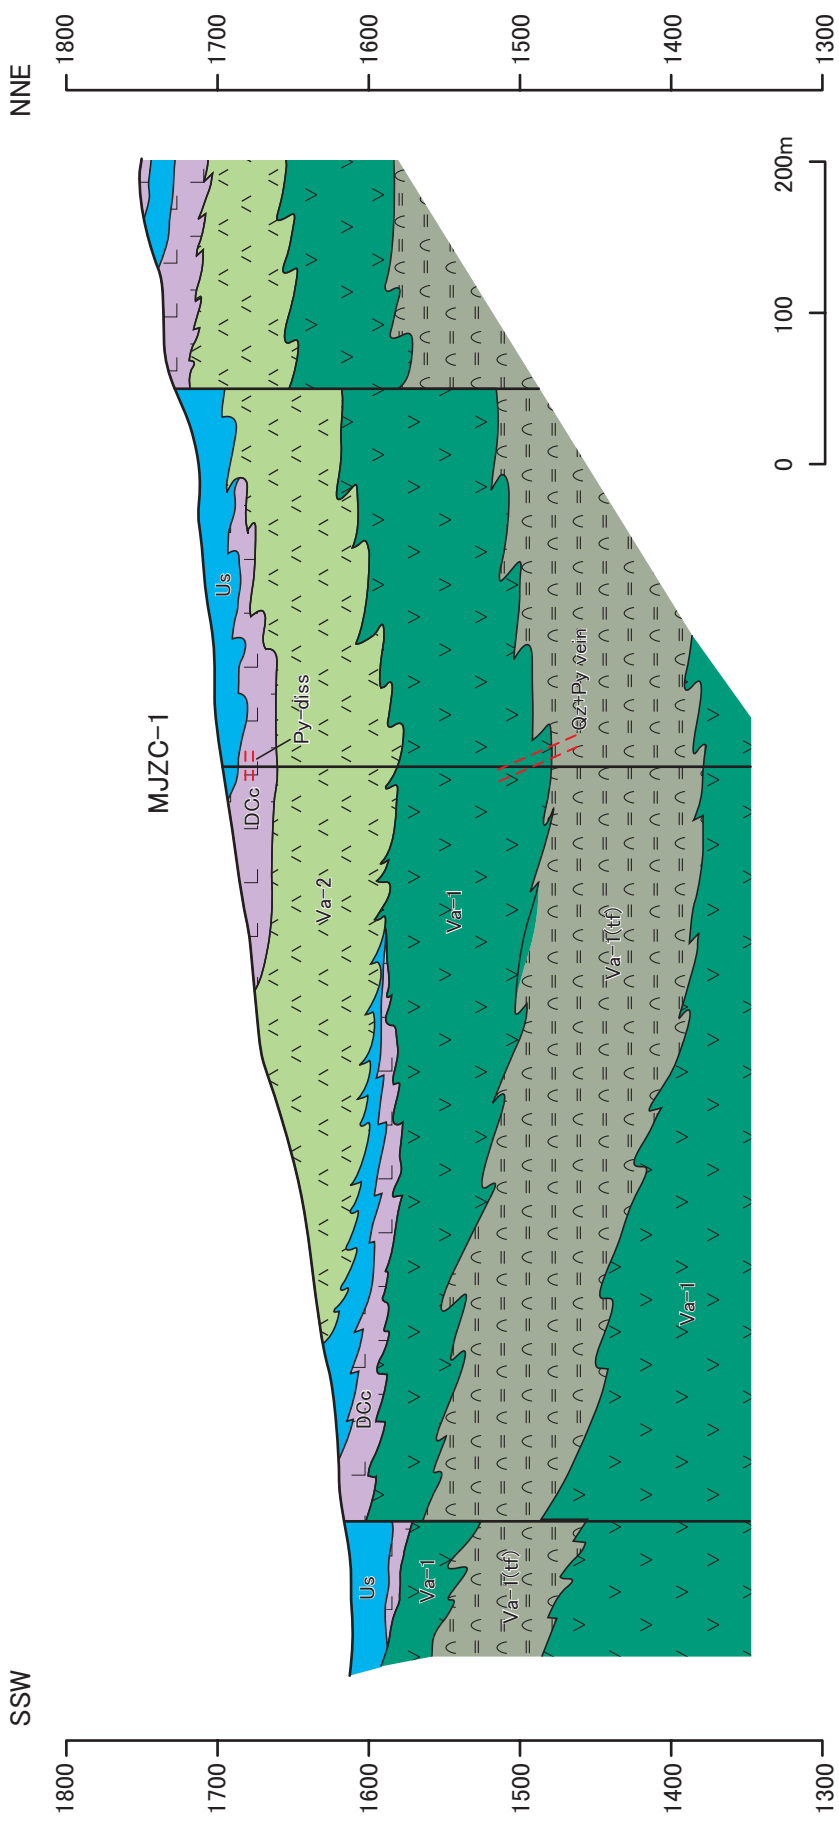 SSW
NNE
1800
1700
1600
1500
1400
1300
1800
1700
1600
1500
1400
1300
MJZC-1
Us
DCc
Py-diss
Va-2
Va-1
Qz+Py vein
Va-1(tf)
Va-1
DCc
Us
Va-1
Va-1(tf)
0
100
200m